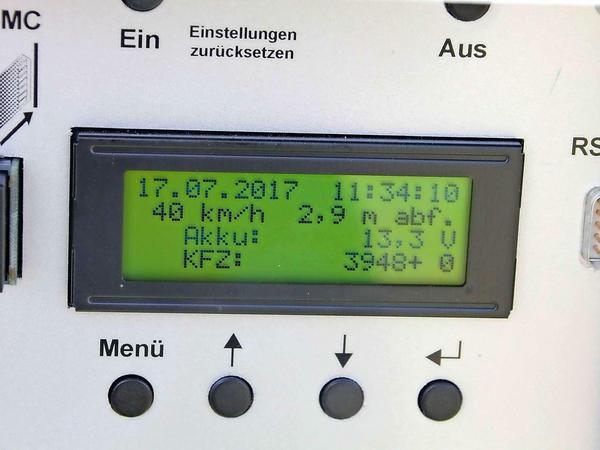 MC
Ein
Einstellungen
zurücksetzen
Aus
RS
17.07.2017 11:34:10
40 km/h 2,9 m abf.
Akku: 13,3 V
KFZ: 3948+ 0
Menü